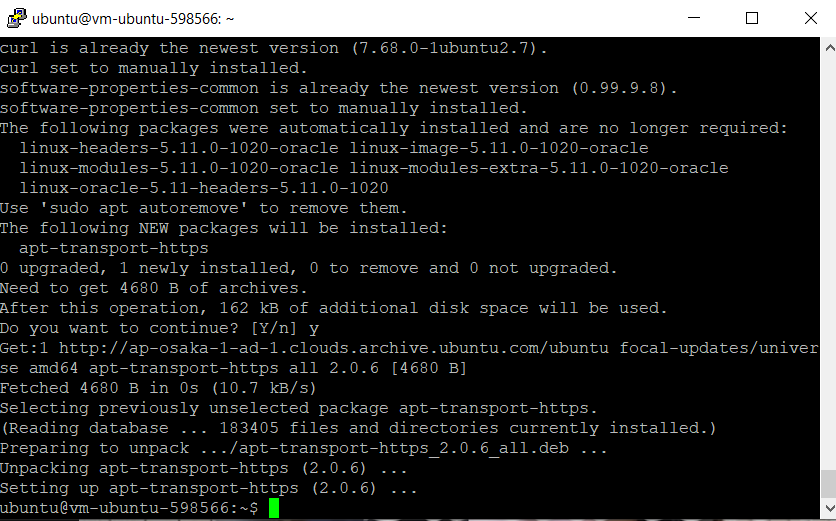 ubuntu@vm-ubuntu-598566: ~
curl is already the newest version (7.68.0-1ubuntu2.7).
curl set to manually installed.
software-properties-common is already the newest version (0.99.9.8).
software-properties-common set to manually installed.
The following packages were automatically installed and are no longer required:
  linux-headers-5.11.0-1020-oracle linux-image-5.11.0-1020-oracle
  linux-modules-5.11.0-1020-oracle linux-modules-extra-5.11.0-1020-oracle
  linux-oracle-5.11-headers-5.11.0-1020
Use 'sudo apt autoremove' to remove them.
The following NEW packages will be installed:
  apt-transport-https
0 upgraded, 1 newly installed, 0 to remove and 0 not upgraded.
Need to get 4680 B of archives.
After this operation, 162 kB of additional disk space will be used.
Do you want to continue? [Y/n] y
Get:1 http://ap-osaka-1-ad-1.clouds.archive.ubuntu.com/ubuntu focal-updates/univer
se amd64 apt-transport-https all 2.0.6 [4680 B]
Fetched 4680 B in 0s (10.7 kB/s)
Selecting previously unselected package apt-transport-https.
(Reading database ... 183405 files and directories currently installed.)
Preparing to unpack .../apt-transport-https_2.0.6_all.deb ...
Unpacking apt-transport-https (2.0.6) ...
Setting up apt-transport-https (2.0.6) ...
ubuntu@vm-ubuntu-598566:~$